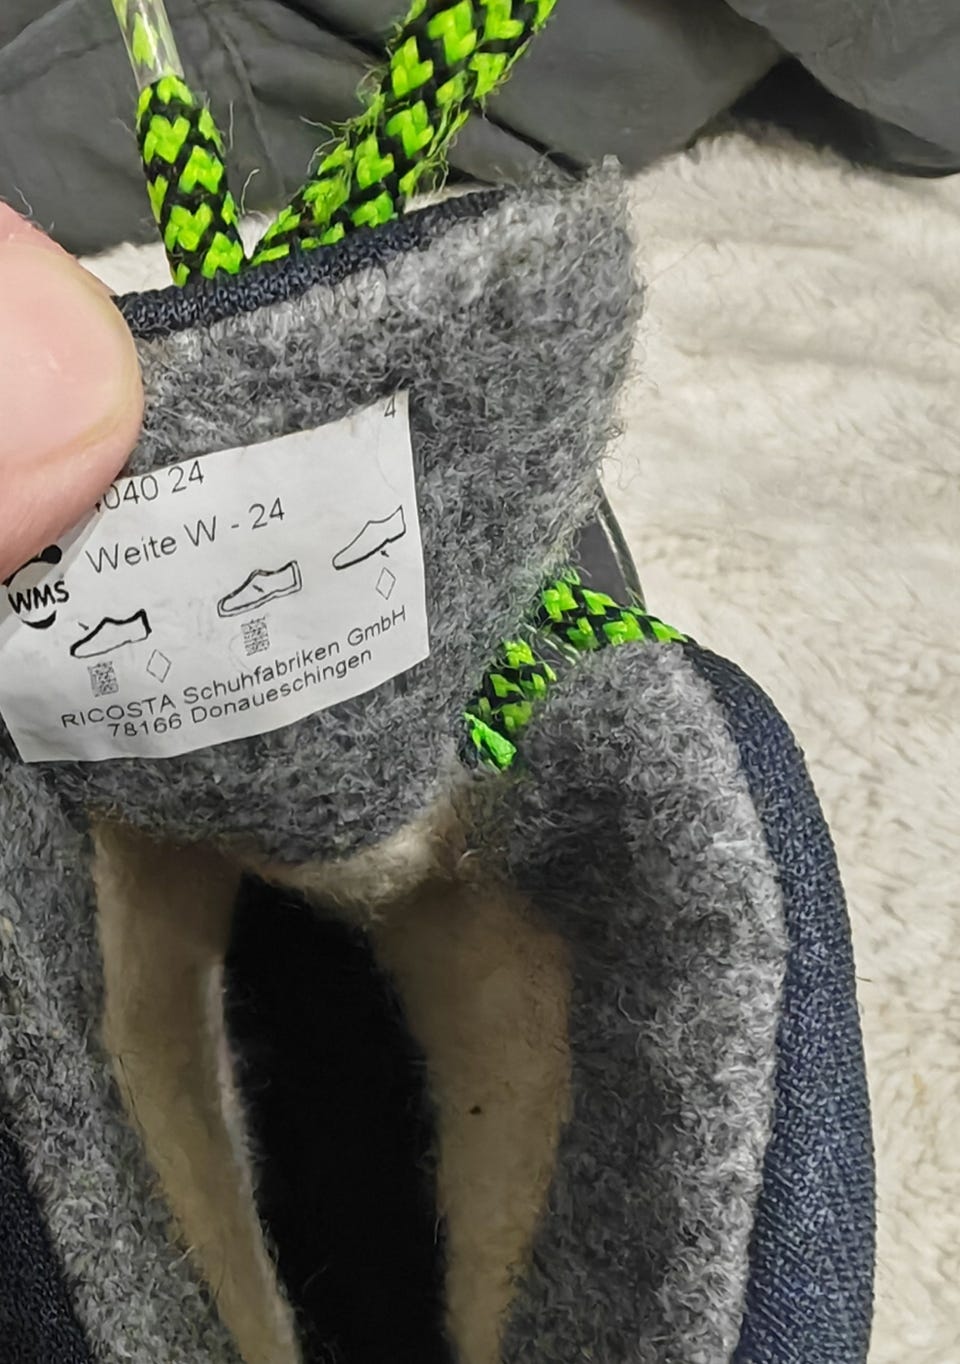 4
040 24
Weite W - 24
WMS
RICOSTA Schuhfabriken GmbH
78166 Donaueschingen